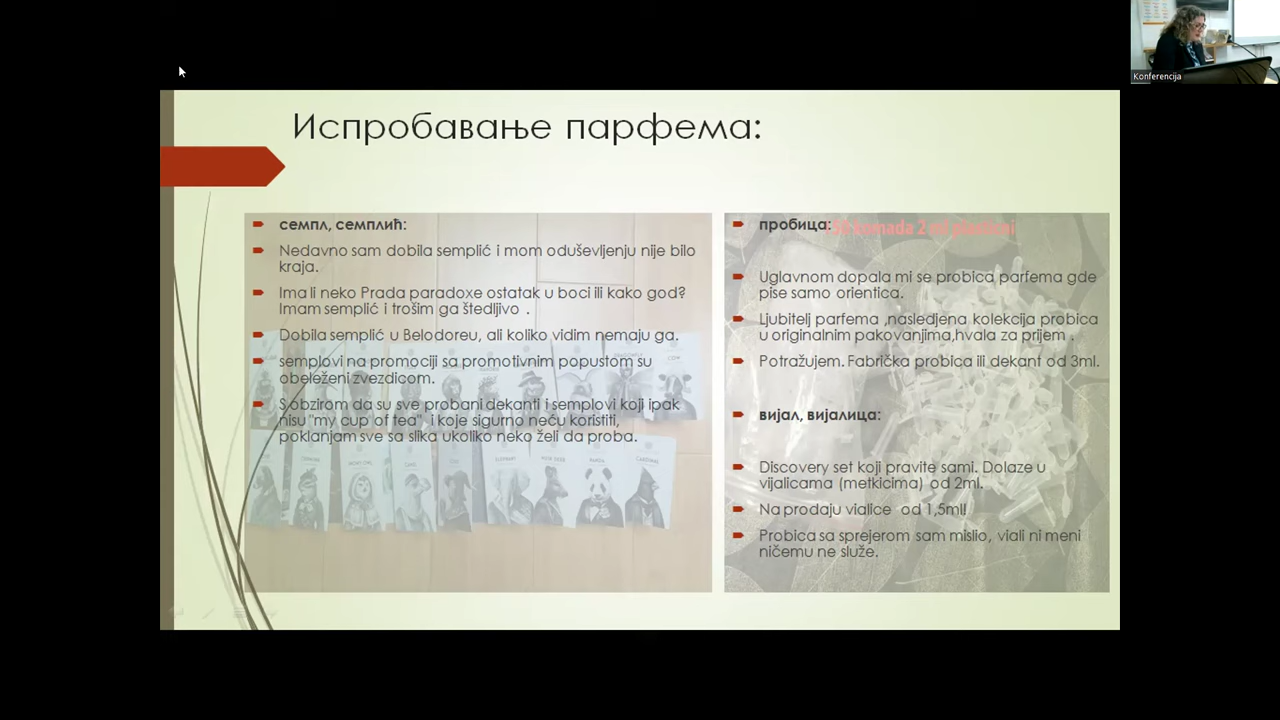 Konferencija
Испробавање парфема:
семпл, семплић:
Nedavno sam dobila semplić i mom oduševljenju nije bilo
kraja.
Ima li neko Prada paradoxe ostatak u boci ili kako god?
Imam semplić i trošim ga štedljivo .
Dobila semplić u Belodoreu, ali koliko vidim nemaju ga.
semplovi na promociji sa promotivnim popustom su
obeleženi zvezdicom.
S obzirom da su sve probani dekanti i semplovi koji ipak
nisu "my cup of tea" i koje sigurno neću koristiti,
poklanjam sve sa slika ukoliko neko želi da proba.
пробица:
komada 2 ml plastični
Uglavnom dopala mi se probica parfema gde
pise samo orientica.
Ljubitelj parfema ,nasledjena kolekcija probica
u originalnim pakovanjima,hvala za prijem .
Potražujem. Fabrička probica ili dekant od 3ml.
вијал, вијалица:
Discovery set koji pravite sami. Dolaze u
vijalicama (metkicima) od 2ml.
Na prodaju vialice od 1,5ml!
Probica sa sprejerom sam mislio, viali ni meni
ničemu ne služe.
PANDA
CARDINAL